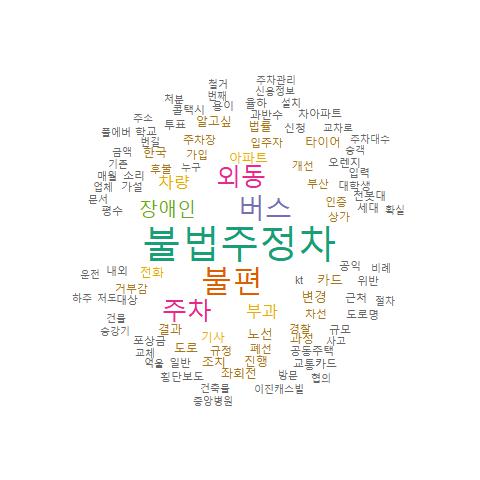 철거 주차관리
번째 신용정보
처분 율하 설치
콜택시 용이 과반수 차아파트
주소 투표 알고싶 법률 신청 교차로
풀에버 학교 주차장 입주자 타이어 주차대수
번길 승객
금액 한국 가입 아파트 오렌지
기존 후불 누구 개선 입력
매월 소리 차량 외동 부산 대학생
업체 가설 전봇대
문서 장애인 버스 인증 세대
평수 상가 확실
불법주정차
운전 내외 전화 불편 kt 카드 공익 비례
거부감 위반
하주 저도 대상 주차 부과 변경 근처 절차
건물 차선 도로명
승강기 결과 기사 노선 경찰 규모
포상금 과정 사고
교체 도로 규정 폐선 공동주택
억울 일반 조치 진행 교통카드
횡단보도 좌회전 방문 협의
건축물 이진캐스빌
중앙병원